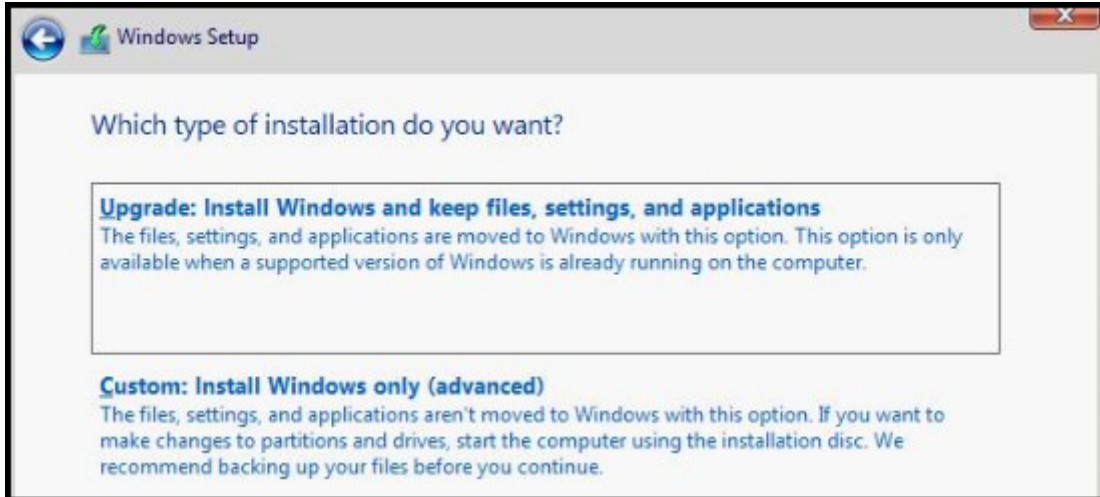 Windows Setup
Which type of installation do you want?
Upgrade: Install Windows and keep files, settings, and applications
The files, settings, and applications are moved to Windows with this option. This option is only
available when a supported version of Windows is already running on the computer.
Custom: Install Windows only (advanced)
The files, settings, and applications aren't moved to Windows with this option. If you want to
make changes to partitions and drives, start the computer using the installation disc. We
recommend backing up your files before you continue.